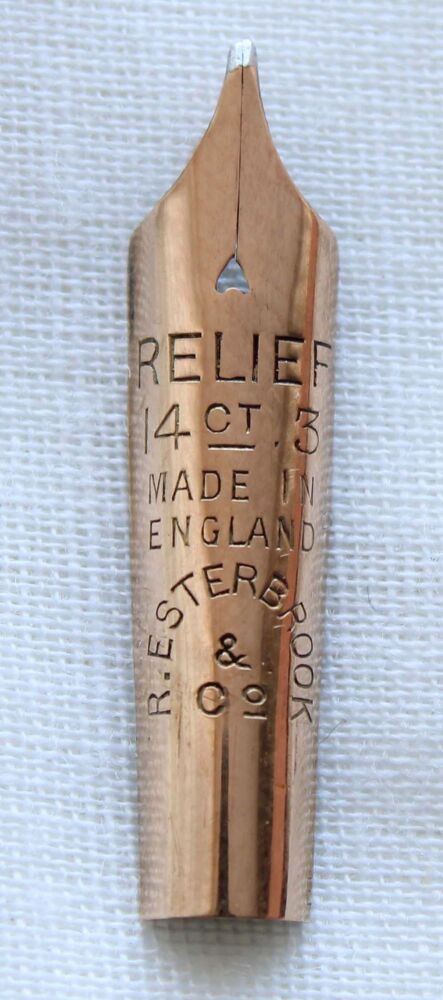 RELIEF
14 CT. 3
MADE IN
ENGLAND
R. ESTERBROOK
&
Co